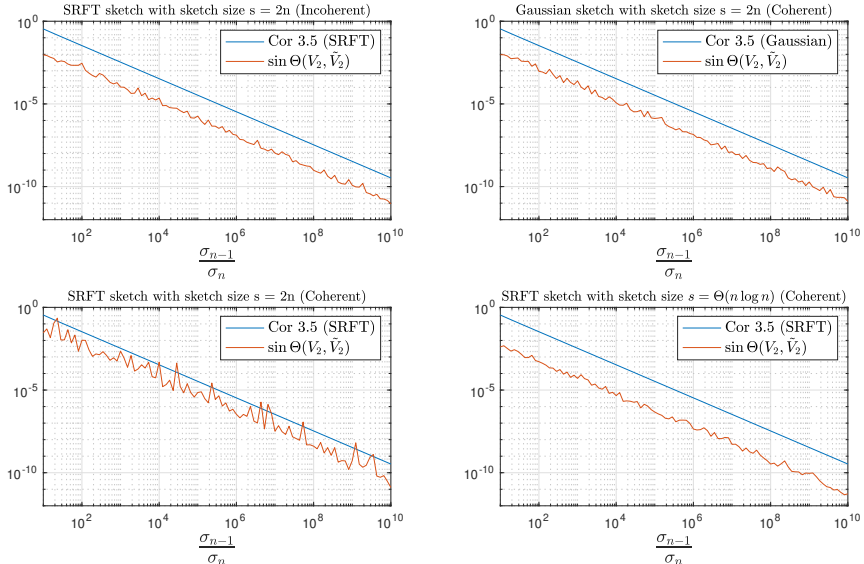 SRFT sketch with sketch size s = 2n (Incoherent)
10^0
10^-5
10^-10
Cor 3.5 (SRFT)
sin Θ(V_2, Ṽ_2)
10^2 10^4 10^6 10^8 10^10
σ_{n-1}
σ_n
Gaussian sketch with sketch size s = 2n (Coherent)
10^0
10^-5
10^-10
Cor 3.5 (Gaussian)
sin Θ(V_2, Ṽ_2)
10^2 10^4 10^6 10^8 10^10
σ_{n-1}
σ_n
SRFT sketch with sketch size s = 2n (Coherent)
10^0
10^-5
10^-10
Cor 3.5 (SRFT)
sin Θ(V_2, Ṽ_2)
10^2 10^4 10^6 10^8 10^10
σ_{n-1}
σ_n
SRFT sketch with sketch size s = Θ(n log n) (Coherent)
10^0
10^-5
10^-10
Cor 3.5 (SRFT)
sin Θ(V_2, Ṽ_2)
10^2 10^4 10^6 10^8 10^10
σ_{n-1}
σ_n